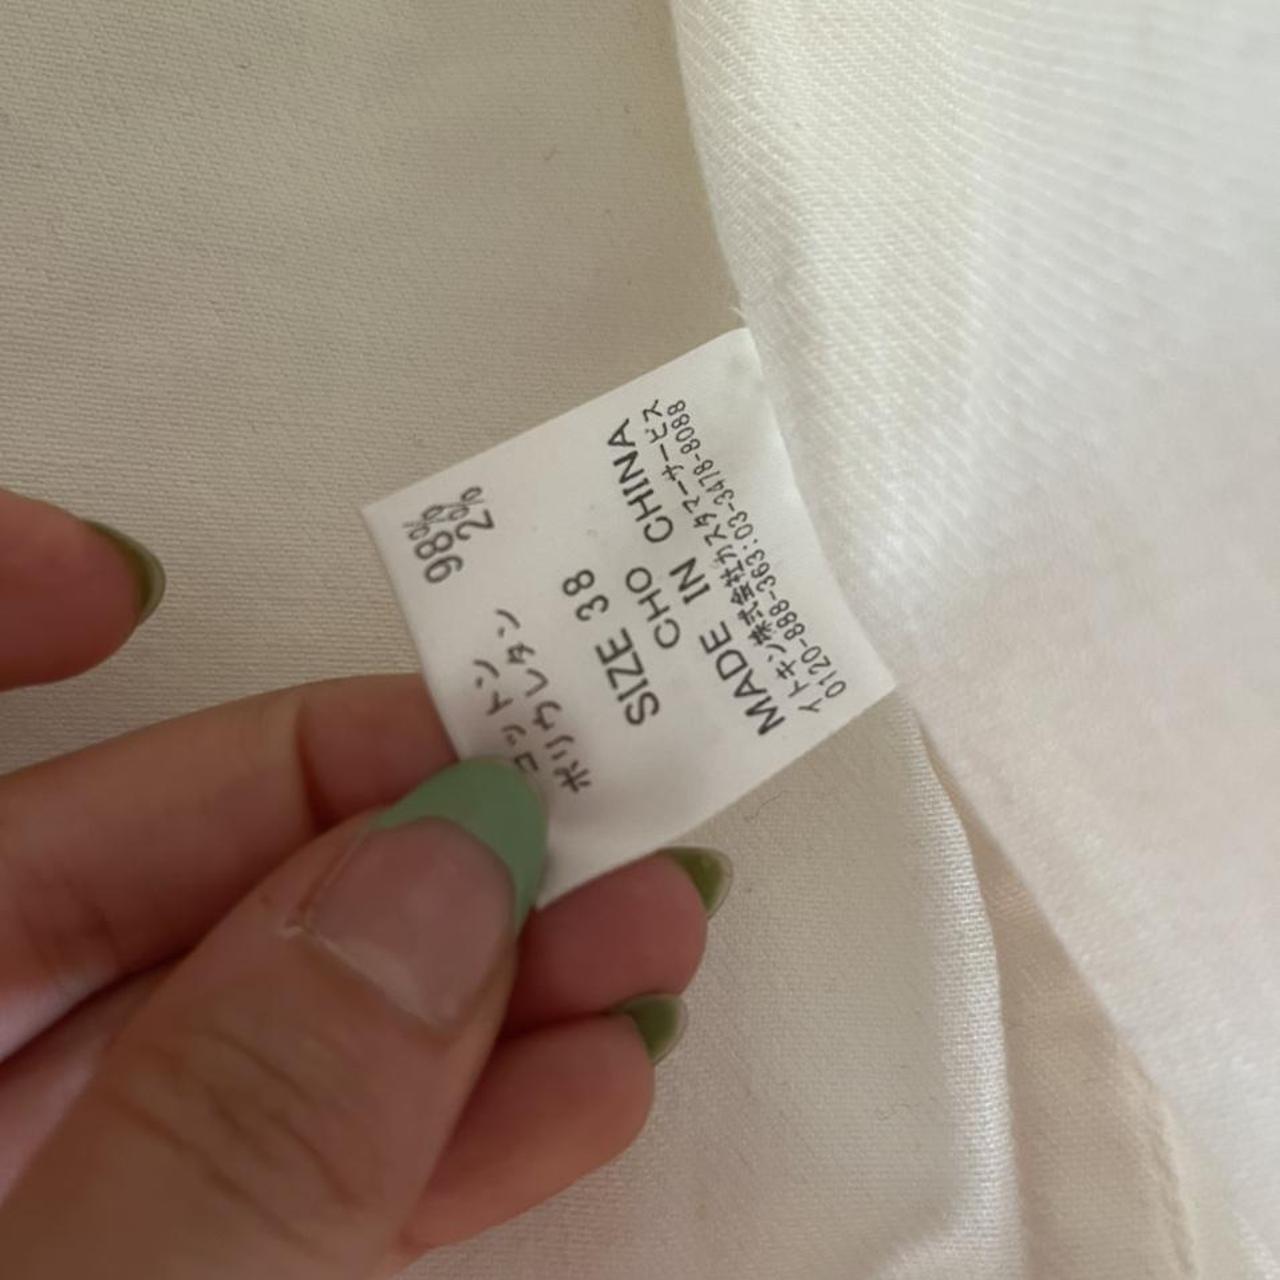 コットン 98%
ポリウレタン 2%
SIZE 38
CHO
MADE IN CHINA
イトキン株式会社カスタマーサービス
0120-888-363:03-3478-8088